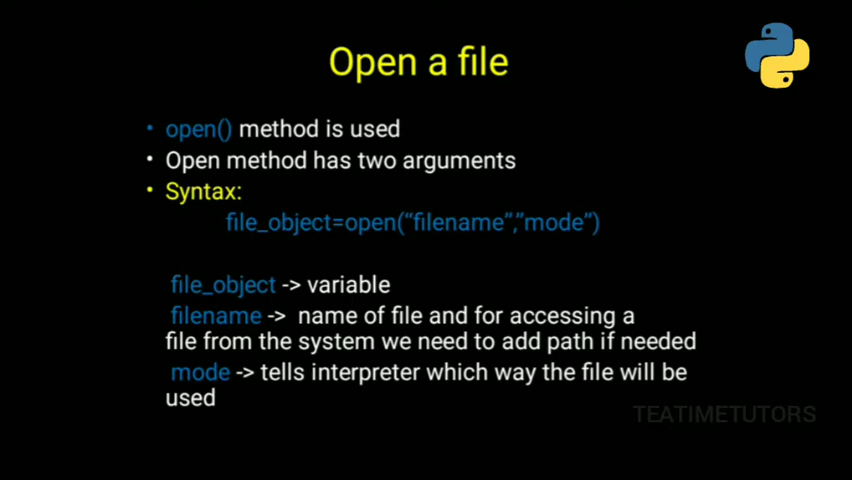 Open a file
• open() method is used
• Open method has two arguments
• Syntax:
file_object=open(“filename”,”mode”)
file_object -> variable
filename -> name of file and for accessing a
file from the system we need to add path if needed
mode -> tells interpreter which way the file will be
used
TEATIMETUTORS